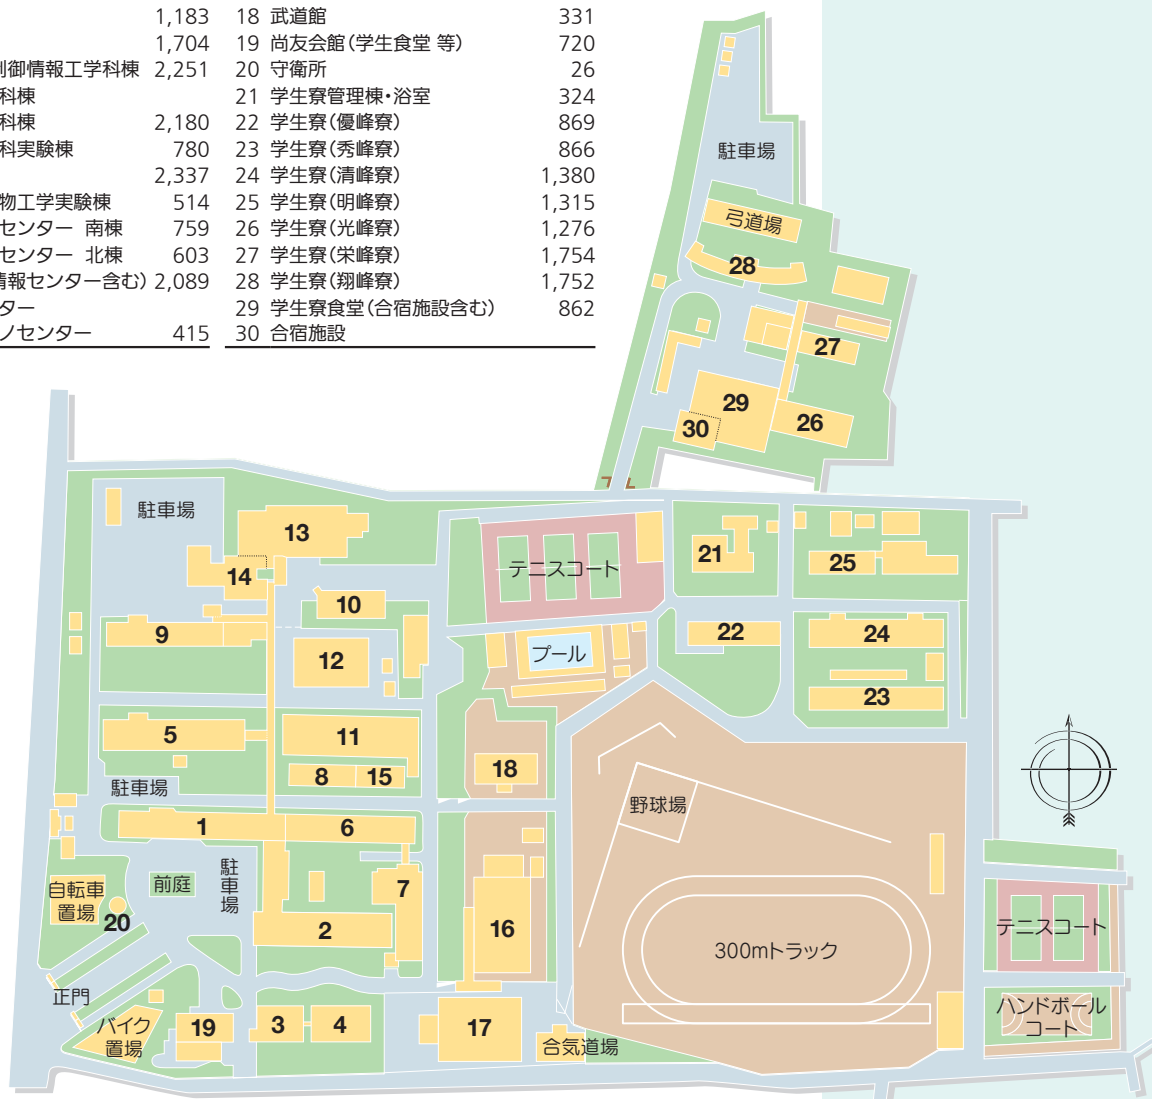 1,183
1,704
御情報工学科棟 2,251
科棟
科棟 2,180
科実験棟 780
2,337
物工学実験棟 514
センター 南棟 759
センター 北棟 603
情報センター含む) 2,089
ター
ノセンター 415
18 武道館 331
19 尚友会館(学生食堂 等) 720
20 守衛所 26
21 学生寮管理棟・浴室 324
22 学生寮(優峰寮) 869
23 学生寮(秀峰寮) 866
24 学生寮(清峰寮) 1,380
25 学生寮(明峰寮) 1,315
26 学生寮(光峰寮) 1,276
27 学生寮(栄峰寮) 1,754
28 学生寮(翔峰寮) 1,752
29 学生寮食堂(合宿施設含む) 862
30 合宿施設
駐車場
弓道場
28
27
29
26
30
駐車場
13
14
テニスコート
21
25
10
9
12
プール
22
24
23
5
11
18
8
15
駐車場
野球場
1
6
駐車場
前庭
7
自転車
置場
20
2
16
300mトラック
テニスコート
正門
バイク
置場
19
3
4
17
合気道場
ハンドボール
コート